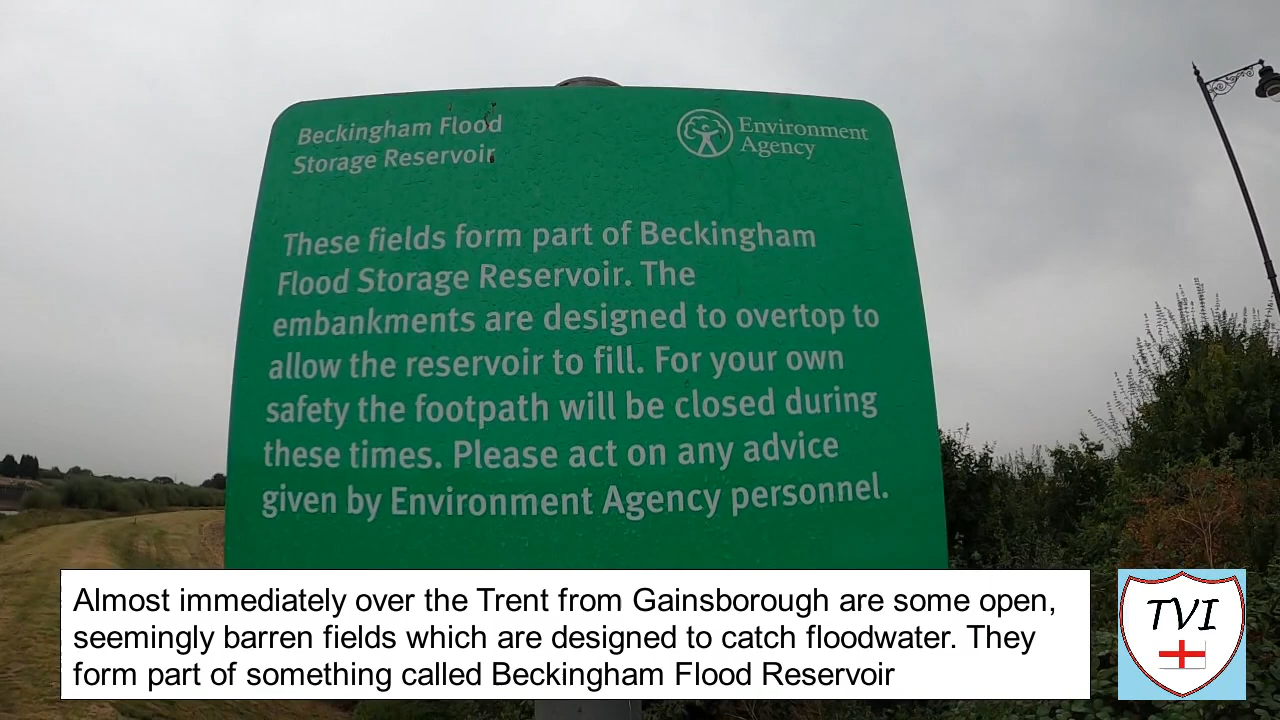 Beckingham Flood
Storage Reservoir
Environment
Agency
These fields form part of Beckingham
Flood Storage Reservoir. The
embankments are designed to overtop to
allow the reservoir to fill. For your own
safety the footpath will be closed during
these times. Please act on any advice
given by Environment Agency personnel.
Almost immediately over the Trent from Gainsborough are some open,
seemingly barren fields which are designed to catch floodwater. They
form part of something called Beckingham Flood Reservoir
TVI